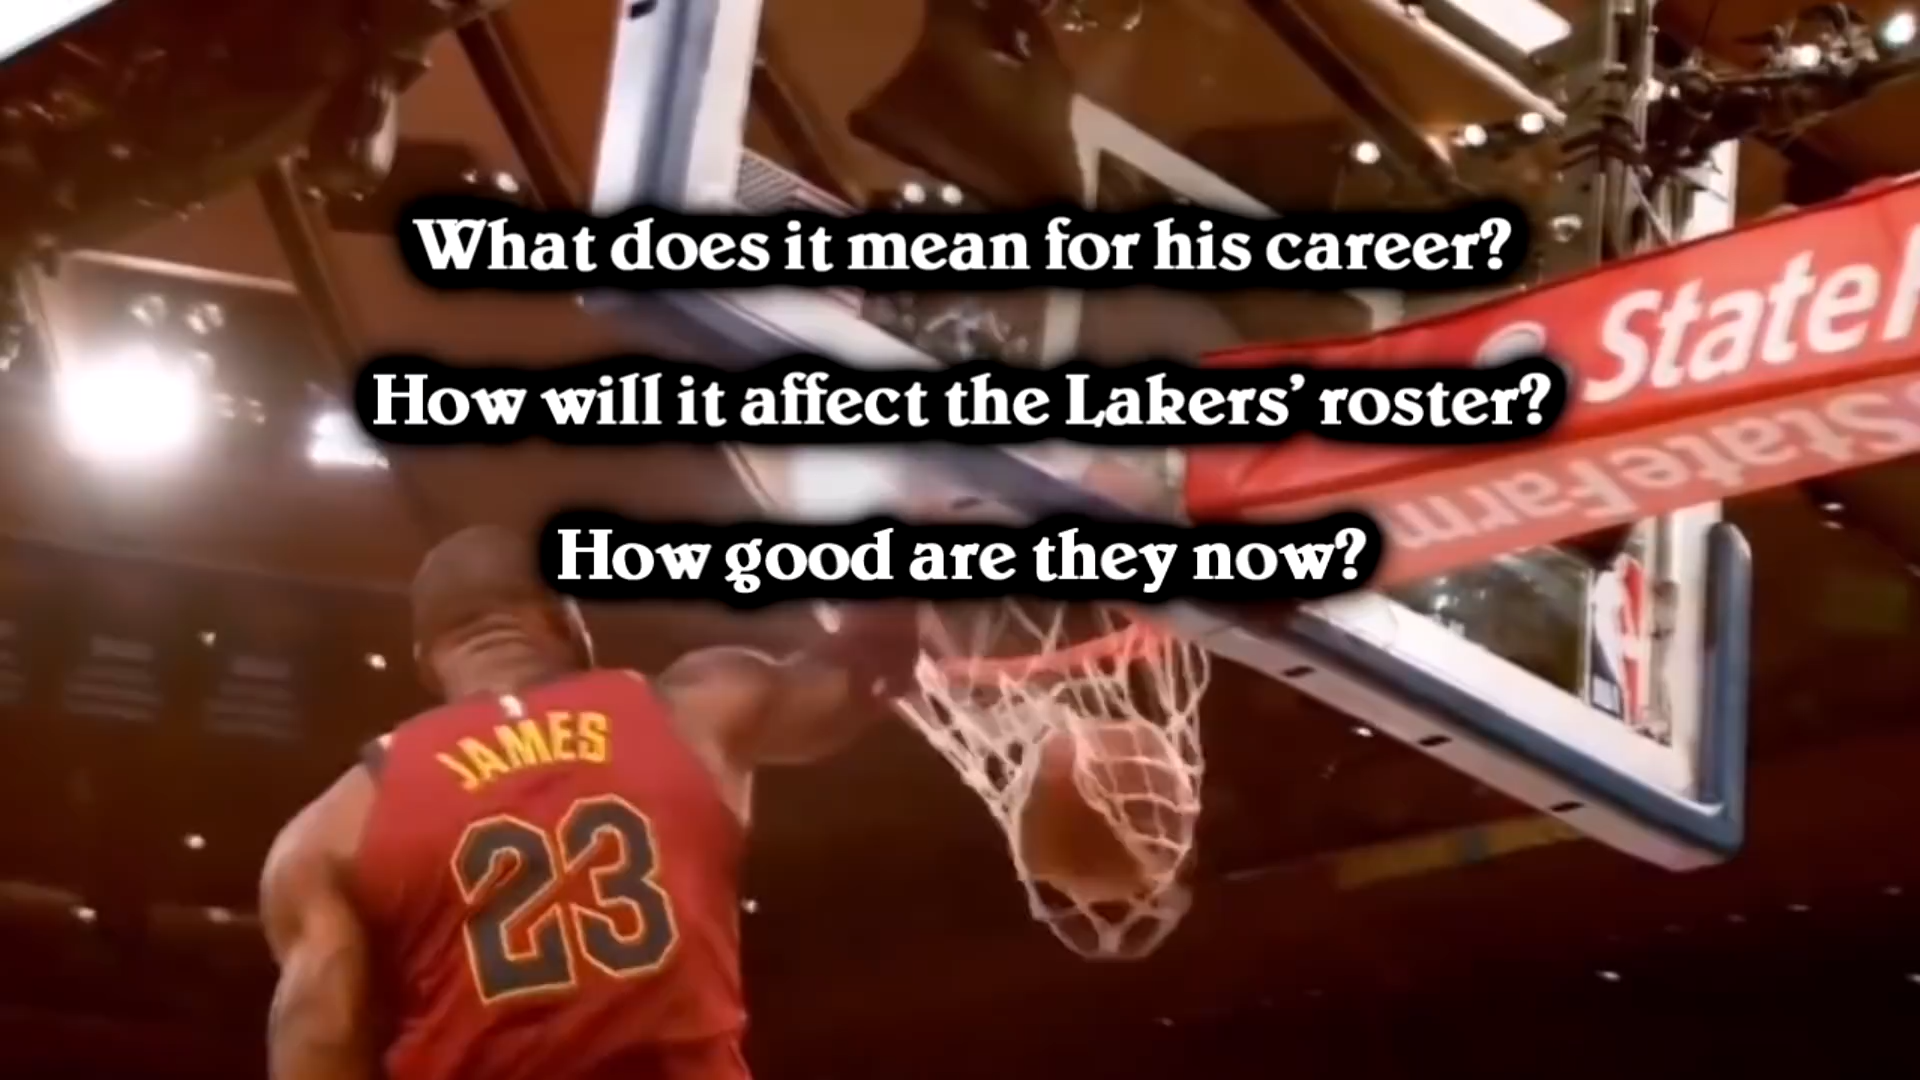 What does it mean for his career?
State F
How will it affect the Lakers’ roster?
StateFarm
How good are they now?
JAMES
23